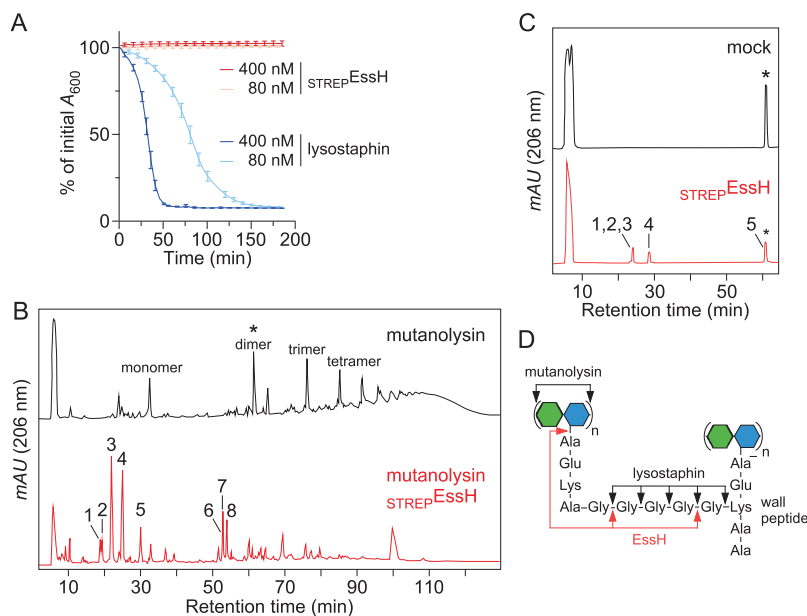 A
% of initial A600
100
50
0
0 50 100 150 200
Time (min)
400 nM
80 nM
STREPEssH
400 nM
80 nM
lysostaphin
B
mAU (206 nm)
mutanolysin
monomer
*
dimer
trimer
tetramer
mutanolysin
STREPEssH
1 2 3 4 5 6 7 8
10 30 50 70 90 110
Retention time (min)
C
mAU (206 nm)
mock
*
STREPEssH
1,2,3 4 5 *
10 30 50
Retention time (min)
D
mutanolysin
n
n
Ala
Glu
Lys
Ala–Gly-Gly-Gly-Gly-Gly–Lys
Ala
Glu
Ala
Ala
lysostaphin
wall
peptide
EssH